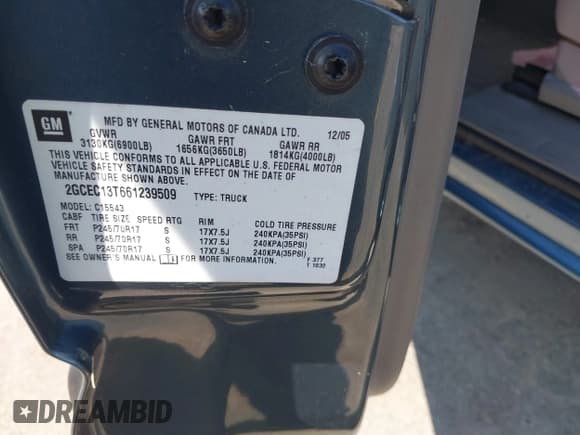 GM
MFD BY GENERAL MOTORS OF CANADA LTD. 12/05
GVWR GAWR FRT GAWR RR
3130KG(6900LB) 1656KG(3650LB) 1814KG(4000LB)
THIS VEHICLE CONFORMS TO ALL APPLICABLE U.S. FEDERAL MOTOR
VEHICLE SAFETY STANDARDS IN EFFECT ON THE DATE OF
MANUFACTURE SHOWN ABOVE.
2GCEC13T661239509 TYPE: TRUCK
MODEL: C15543
CABF TIRE SIZE SPEED RTG RIM COLD TIRE PRESSURE
FRT P245/70R17 S 17X7.5J 240KPA(35PSI)
RR P245/70R17 S 17X7.5J 240KPA(35PSI)
SPA P245/70R17 S 17X7.5J 240KPA(35PSI)
SEE OWNER'S MANUAL FOR MORE INFORMATION.
F 377
T 1030
DREAMBID